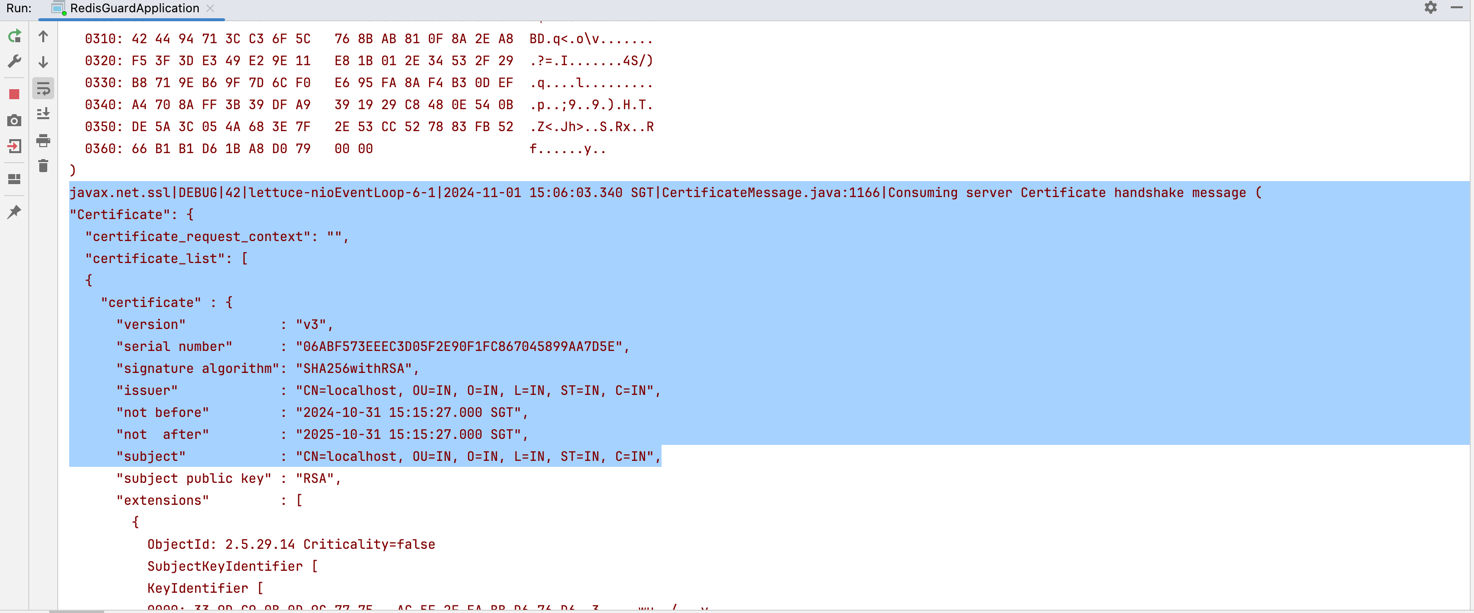 Run: RedisGuardApplication
0310: 42 44 94 71 3C C3 6F 5C   76 8B AB 81 0F 8A 2E A8  BD.q<.o\v.......
0320: F5 3F 3D E3 49 E2 9E 11   E8 1B 01 2E 34 53 2F 29  .?=.I.......4S/)
0330: B8 71 9E B6 9F 7D 6C F0   E6 95 FA 8A F4 B3 0D EF  .q....l.........
0340: A4 70 8A FF 3B 39 DF A9   39 19 29 C8 48 0E 54 0B  .p..;9..9.).H.T.
0350: DE 5A 3C 05 4A 68 3E 7F   2E 53 CC 52 78 83 FB 52  .Z<.Jh>..S.Rx..R
0360: 66 B1 B1 D6 1B A8 D0 79   00 00                    f......y..
)
javax.net.ssl|DEBUG|42|lettuce-nioEventLoop-6-1|2024-11-01 15:06:03.340 SGT|CertificateMessage.java:1166|Consuming server Certificate handshake message (
"Certificate": {
  "certificate_request_context": "",
  "certificate_list": [
  {
    "certificate" : {
      "version"            : "v3",
      "serial number"      : "06ABF573EEEC3D05F2E90F1FC867045899AA7D5E",
      "signature algorithm": "SHA256withRSA",
      "issuer"             : "CN=localhost, OU=IN, O=IN, L=IN, ST=IN, C=IN",
      "not before"         : "2024-10-31 15:15:27.000 SGT",
      "not  after"         : "2025-10-31 15:15:27.000 SGT",
      "subject"            : "CN=localhost, OU=IN, O=IN, L=IN, ST=IN, C=IN",
      "subject public key" : "RSA",
      "extensions"         : [
        {
          ObjectId: 2.5.29.14 Criticality=false
          SubjectKeyIdentifier [
          KeyIdentifier [